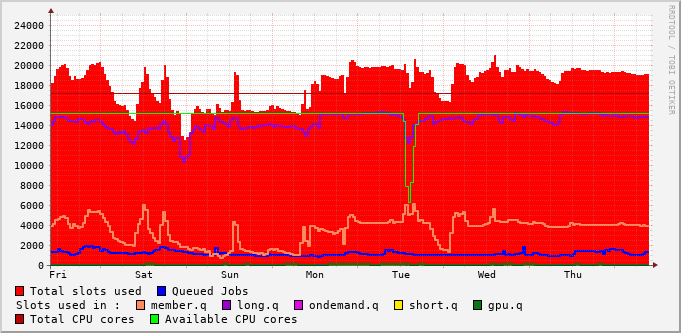 24000
22000
20000
18000
16000
14000
12000
10000
8000
6000
4000
2000
0
Fri Sat Sun Mon Tue Wed Thu
RRDTOOL / TOBI OETIKER
Total slots used Queued Jobs
Slots used in : member.q long.q ondemand.q short.q gpu.q
Total CPU cores Available CPU cores